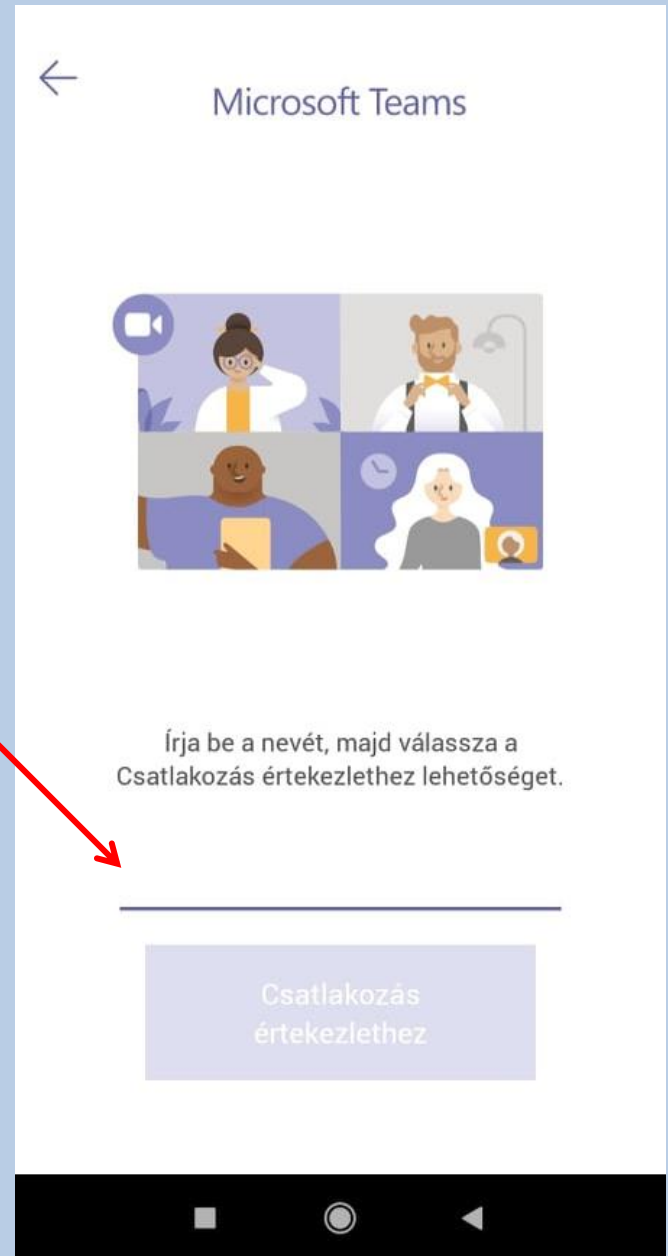 Microsoft Teams
Írja be a nevét, majd válassza a
Csatlakozás értekezlethez lehetőséget.
Csatlakozás
értekezlethez